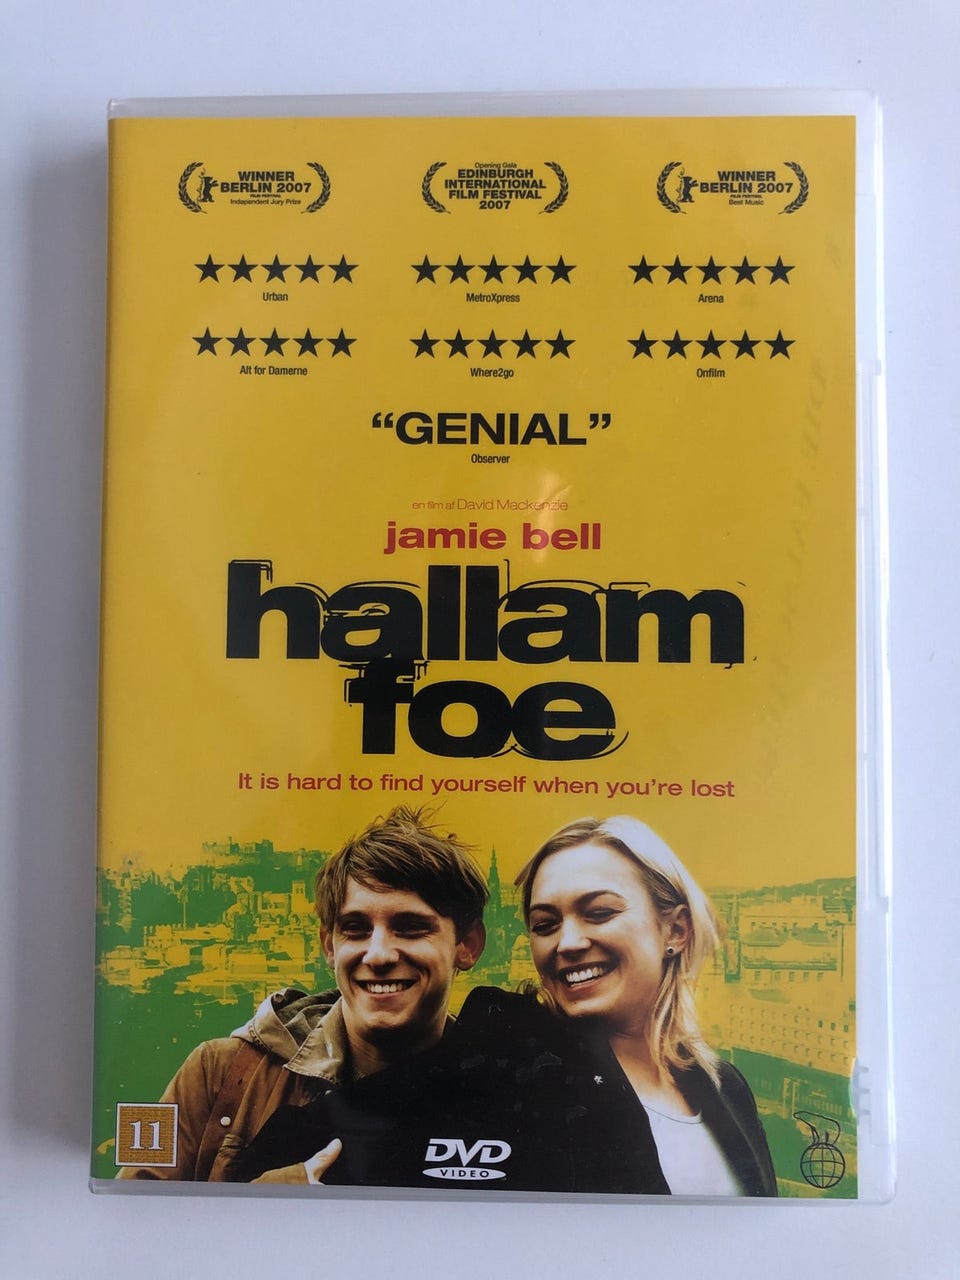 WINNER
BERLIN 2007
FILM FESTIVAL
Independent Jury Prize
Opening Gala
EDINBURGH
INTERNATIONAL
FILM FESTIVAL
2007
WINNER
BERLIN 2007
FILM FESTIVAL
Best Music
Urban
MetroXpress
Arena
Alt for Damerne
Where2go
Onfilm
“GENIAL”
Observer
en film af David Mackenzie
jamie bell
hallam
foe
It is hard to find yourself when you're lost
11
DVD
VIDEO